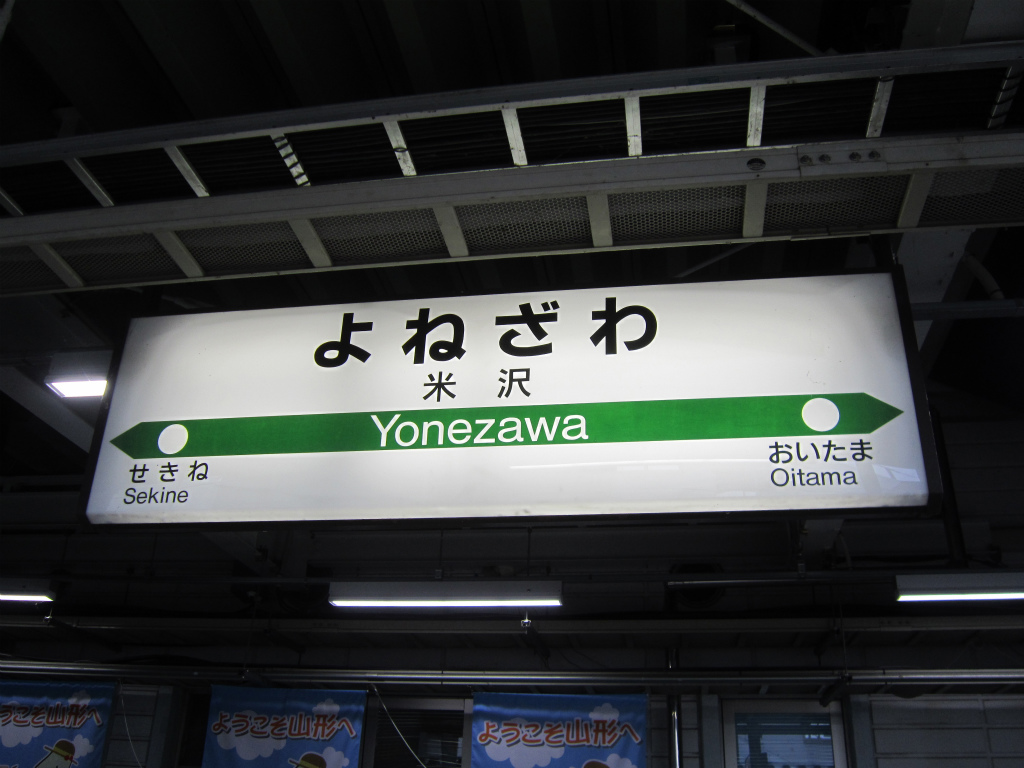 よねざわ
米沢
Yonezawa
せきね
Sekine
おいたま
Oitama
ようこそ山形へ
ようこそ山形へ
ようこそ山形へ